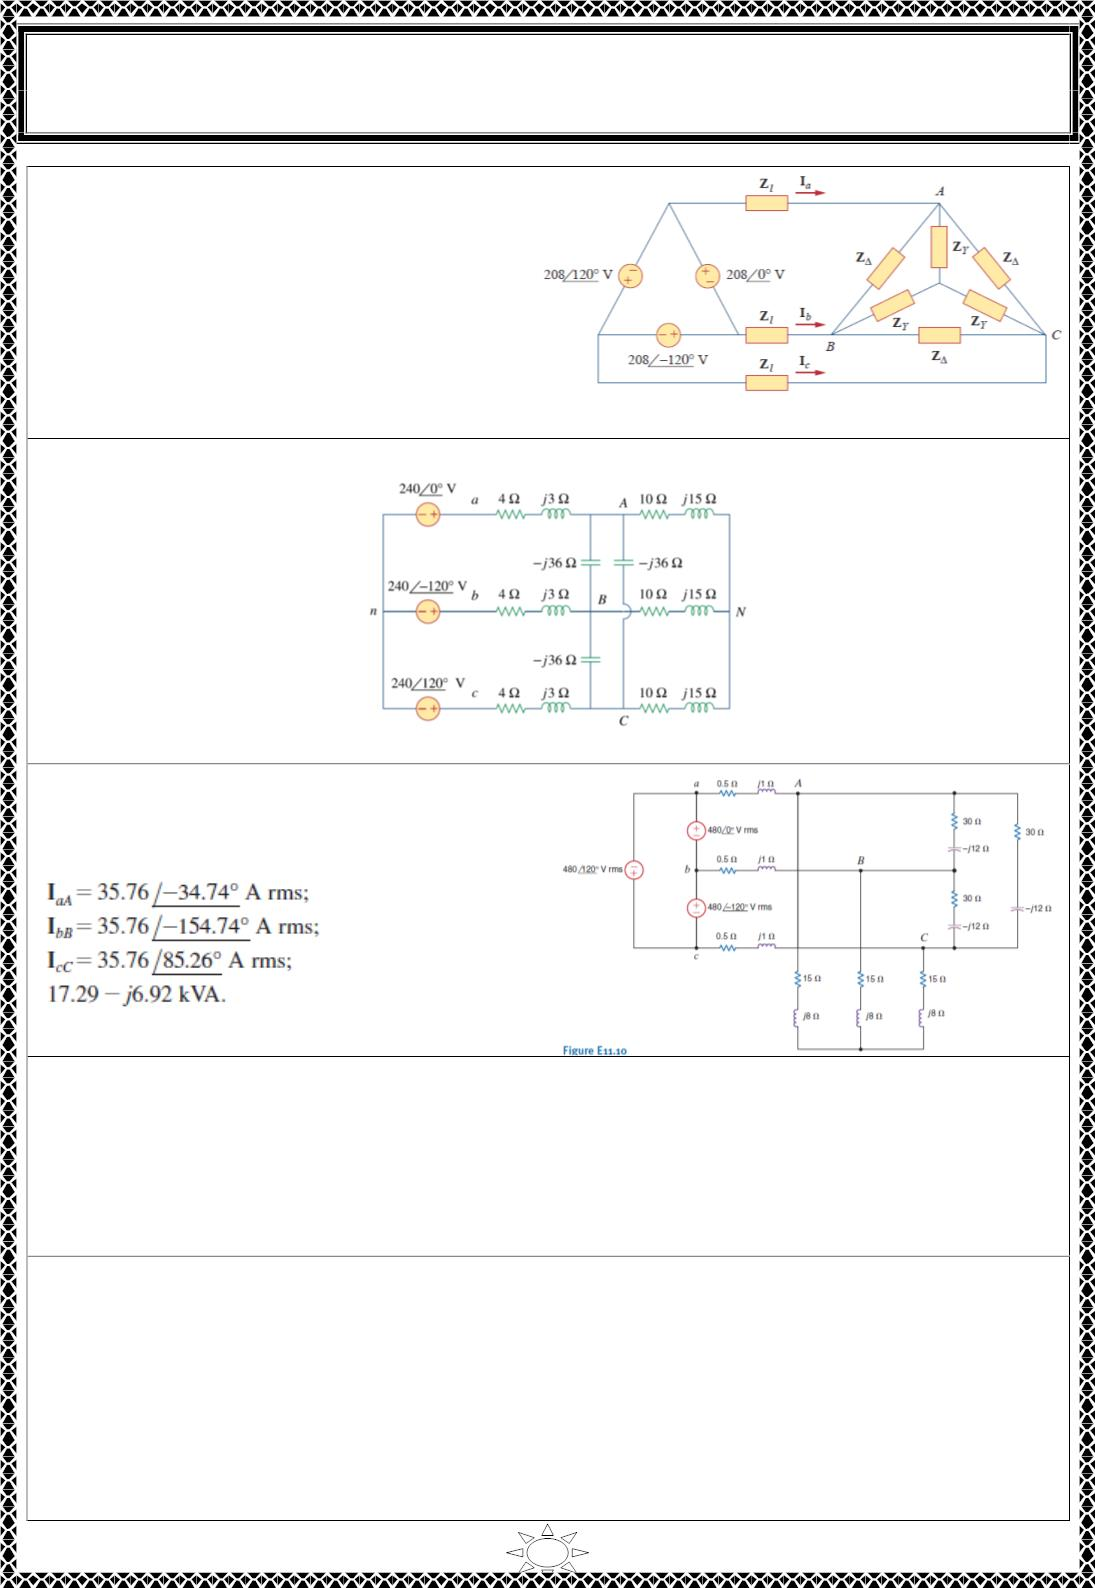 Z_l I_a
A
208/120° V
208/0° V
Z_Δ Z_Y Z_Δ
Z_l I_b
Z_Y Z_Y
B
C
208/−120° V
Z_l I_c
Z_Δ
240/0° V
a 4 Ω j3 Ω A 10 Ω j15 Ω
−j36 Ω −j36 Ω
240/−120° V
b 4 Ω j3 Ω B 10 Ω j15 Ω
n N
−j36 Ω
240/120° V
c 4 Ω j3 Ω 10 Ω j15 Ω
C
I_aA = 35.76 /−34.74° A rms;
I_bB = 35.76 /−154.74° A rms;
I_cC = 35.76 /85.26° A rms;
17.29 − j6.92 kVA.
a 0.5 Ω j1 Ω A
480/0° V rms
30 Ω
30 Ω
−j12 Ω
0.5 Ω j1 Ω B
480/120° V rms
b
30 Ω
480/−120° V rms
−j12 Ω
−j12 Ω
0.5 Ω j1 Ω C
c
15 Ω 15 Ω 15 Ω
j8 Ω j8 Ω j8 Ω
Figure E11.10